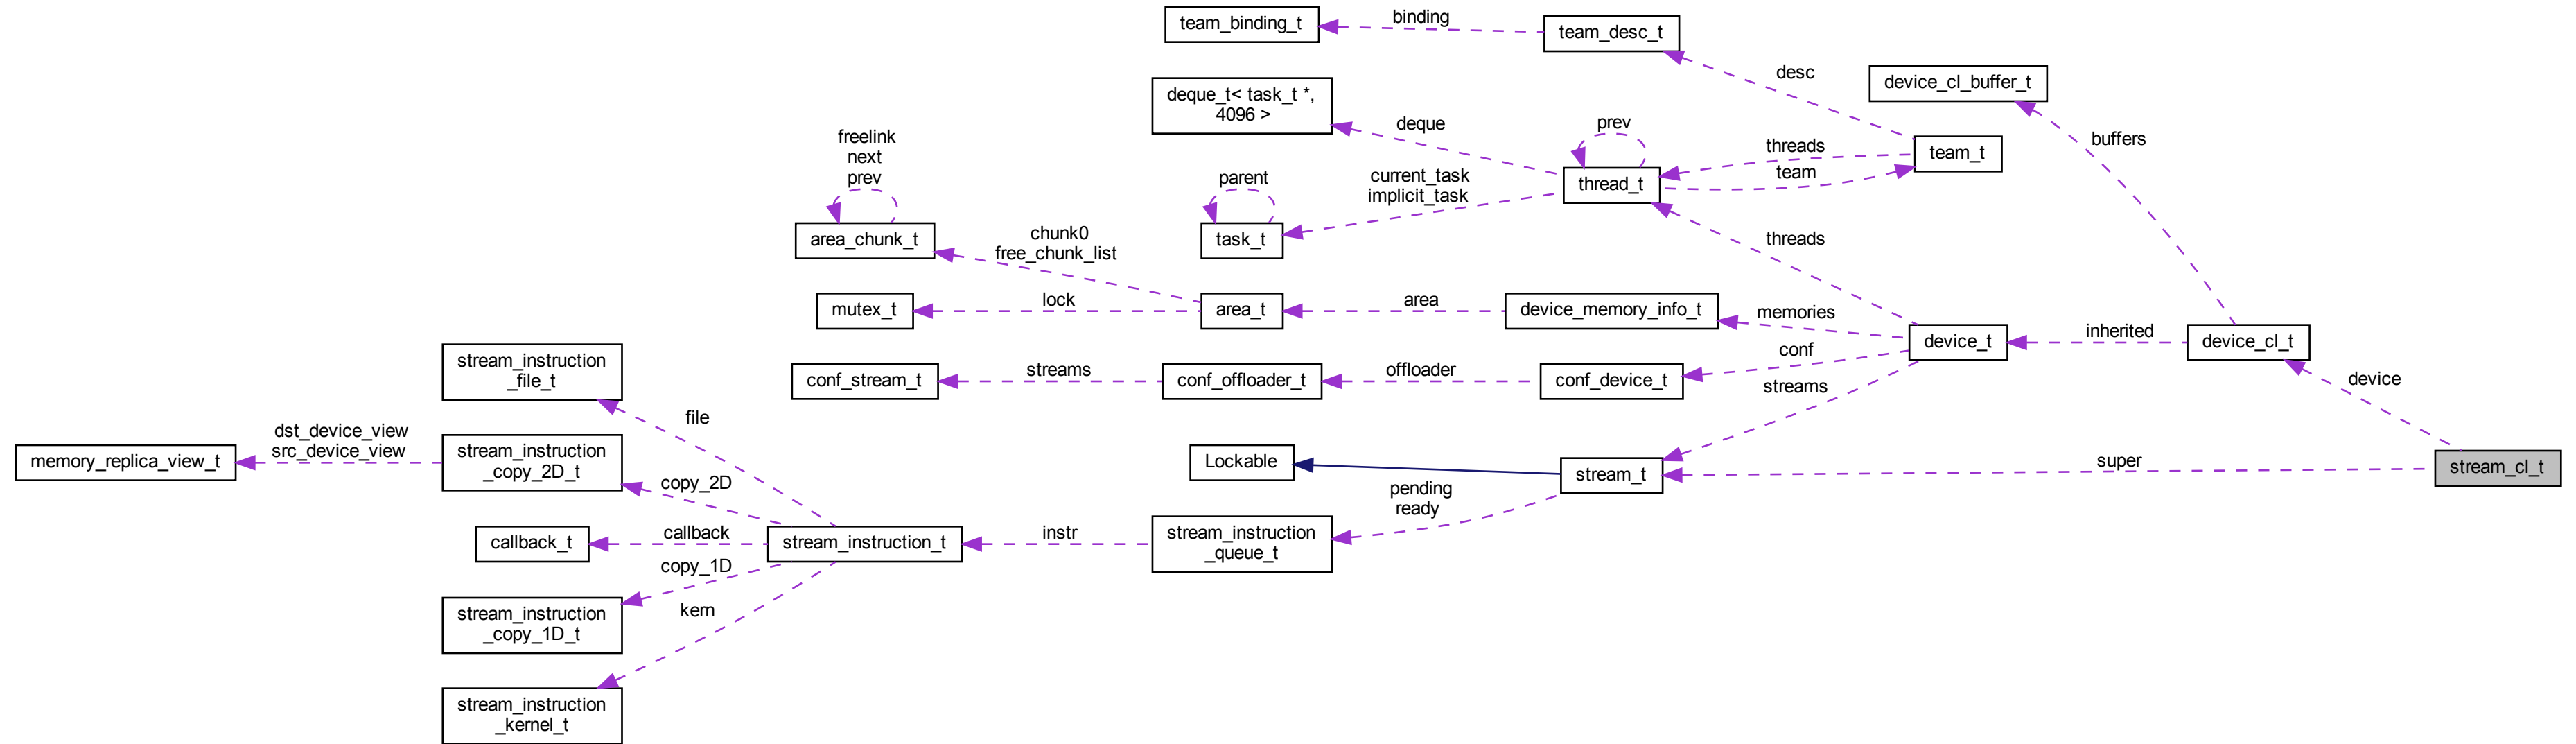 team_binding_t
binding
team_desc_t
desc
device_cl_buffer_t
deque_t< task_t *,
4096 >
deque
prev
buffers
freelink
next
prev
threads
team
team_t
parent
current_task
implicit_task
thread_t
area_chunk_t
chunk0
free_chunk_list
task_t
threads
mutex_t
lock
area_t
area
device_memory_info_t
memories
device_t
inherited
device_cl_t
conf
stream_instruction
_file_t
conf_stream_t
streams
conf_offloader_t
offloader
conf_device_t
streams
device
file
dst_device_view
src_device_view
memory_replica_view_t
stream_instruction
_copy_2D_t
copy_2D
Lockable
stream_t
super
stream_cl_t
pending
ready
callback_t
callback
stream_instruction_t
instr
stream_instruction
_queue_t
copy_1D
stream_instruction
_copy_1D_t
kern
stream_instruction
_kernel_t